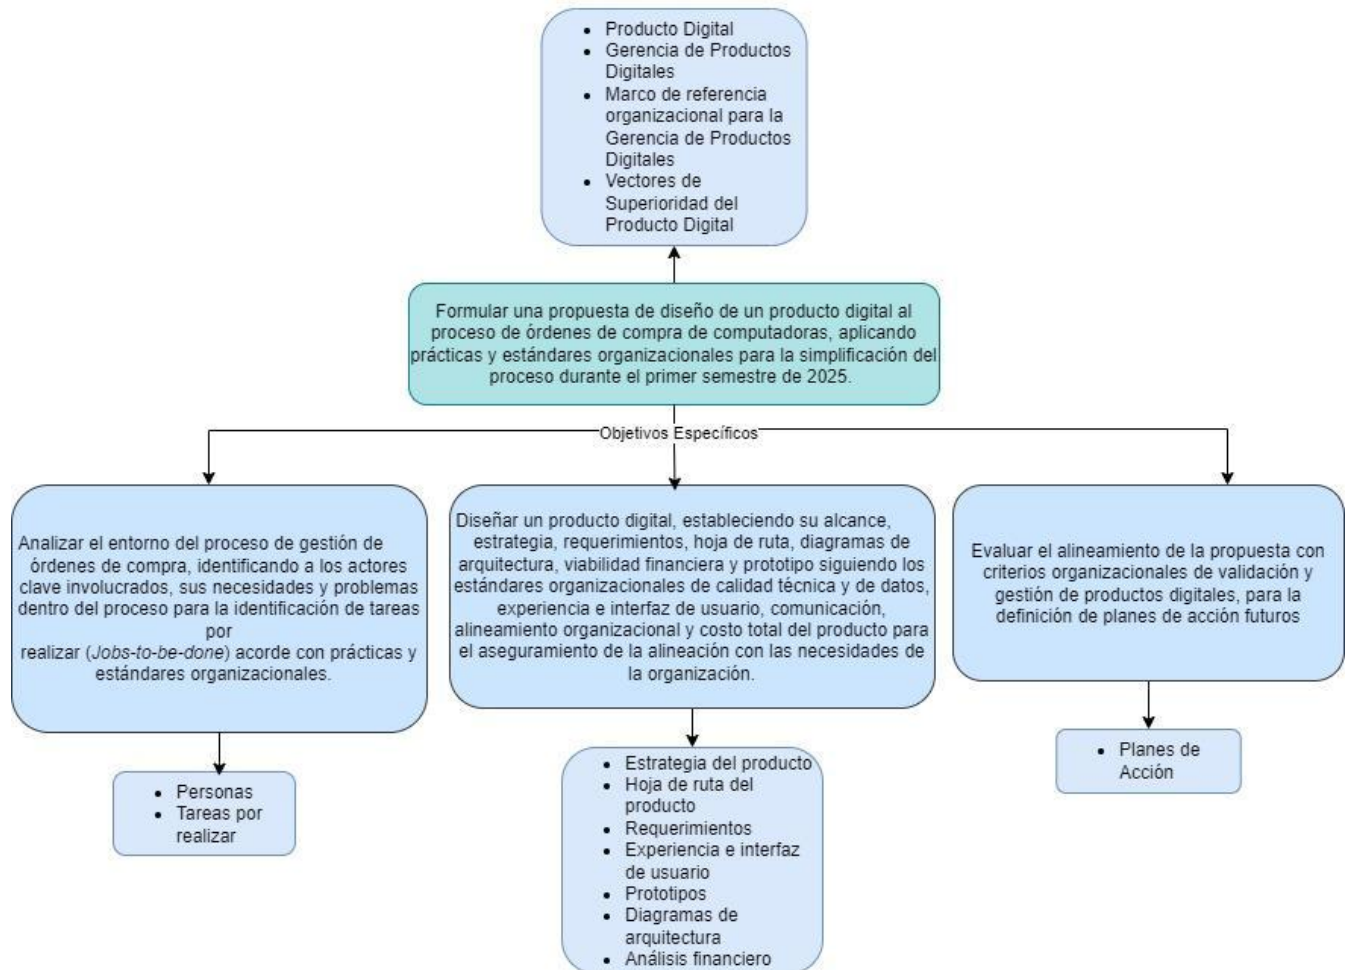 • Producto Digital
• Gerencia de Productos
Digitales
• Marco de referencia
organizacional para la
Gerencia de Productos
Digitales
• Vectores de
Superioridad del
Producto Digital
Formular una propuesta de diseño de un producto digital al
proceso de órdenes de compra de computadoras, aplicando
prácticas y estándares organizacionales para la simplificación del
proceso durante el primer semestre de 2025.
Objetivos Específicos
Analizar el entorno del proceso de gestión de
órdenes de compra, identificando a los actores
clave involucrados, sus necesidades y problemas
dentro del proceso para la identificación de tareas
por
realizar (Jobs-to-be-done) acorde con prácticas y
estándares organizacionales.
Diseñar un producto digital, estableciendo su alcance,
estrategia, requerimientos, hoja de ruta, diagramas de
arquitectura, viabilidad financiera y prototipo siguiendo los
estándares organizacionales de calidad técnica y de datos,
experiencia e interfaz de usuario, comunicación,
alineamiento organizacional y costo total del producto para
el aseguramiento de la alineación con las necesidades de
la organización.
Evaluar el alineamiento de la propuesta con
criterios organizacionales de validación y
gestión de productos digitales, para la
definición de planes de acción futuros
• Personas
• Tareas por
realizar
• Estrategia del producto
• Hoja de ruta del
producto
• Requerimientos
• Experiencia e interfaz
de usuario
• Prototipos
• Diagramas de
arquitectura
• Análisis financiero
• Planes de
Acción